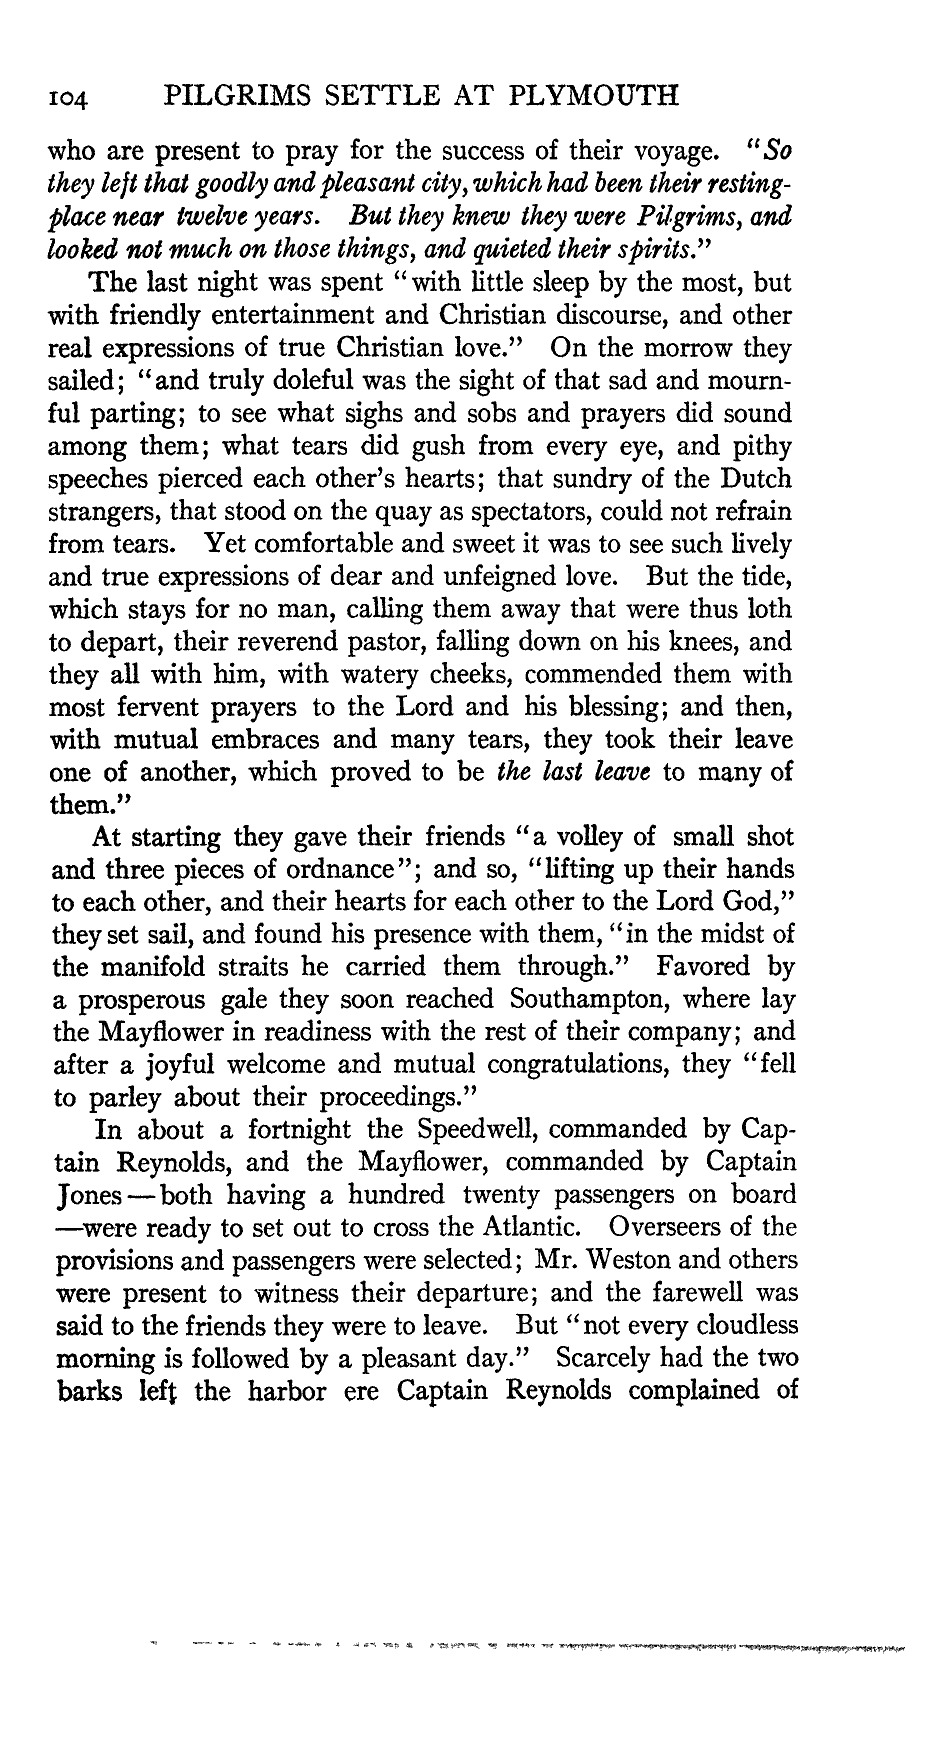 104 PILGRIMS SETTLE AT PLYMOUTH
who are present to pray for the success of their voyage. "So
they left that goodly and pleasant city, which had been their resting-
place near twelve years. But they knew they were Pilgrims, and
looked not much on those things, and quieted their spirits."
The last night was spent "with little sleep by the most, but
with friendly entertainment and Christian discourse, and other
real expressions of true Christian love." On the morrow they
sailed; "and truly doleful was the sight of that sad and mourn-
ful parting; to see what sighs and sobs and prayers did sound
among them; what tears did gush from every eye, and pithy
speeches pierced each other's hearts; that sundry of the Dutch
strangers, that stood on the quay as spectators, could not refrain
from tears. Yet comfortable and sweet it was to see such lively
and true expressions of dear and unfeigned love. But the tide,
which stays for no man, calling them away that were thus loth
to depart, their reverend pastor, falling down on his knees, and
they all with him, with watery cheeks, commended them with
most fervent prayers to the Lord and his blessing; and then,
with mutual embraces and many tears, they took their leave
one of another, which proved to be the last leave to many of
them."
At starting they gave their friends "a volley of small shot
and three pieces of ordnance"; and so, "lifting up their hands
to each other, and their hearts for each other to the Lord God,"
they set sail, and found his presence with them, "in the midst of
the manifold straits he carried them through." Favored by
a prosperous gale they soon reached Southampton, where lay
the Mayflower in readiness with the rest of their company; and
after a joyful welcome and mutual congratulations, they "fell
to parley about their proceedings."
In about a fortnight the Speedwell, commanded by Cap-
tain Reynolds, and the Mayflower, commanded by Captain
Jones—both having a hundred twenty passengers on board
—were ready to set out to cross the Atlantic. Overseers of the
provisions and passengers were selected; Mr. Weston and others
were present to witness their departure; and the farewell was
said to the friends they were to leave. But "not every cloudless
morning is followed by a pleasant day." Scarcely had the two
barks left the harbor ere Captain Reynolds complained of